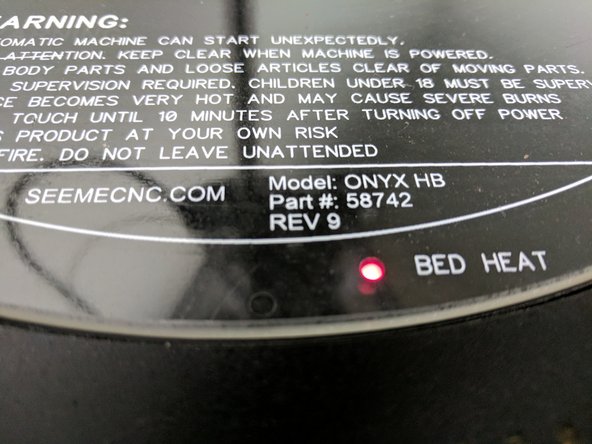 ARNING:
OMATIC MACHINE CAN START UNEXPECTEDLY.
ATTENTION. KEEP CLEAR WHEN MACHINE IS POWERED.
BODY PARTS AND LOOSE ARTICLES CLEAR OF MOVING PARTS.
SUPERVISION REQUIRED. CHILDREN UNDER 18 MUST BE SUPERV
CE BECOMES VERY HOT AND MAY CAUSE SEVERE BURNS
TOUCH UNTIL 10 MINUTES AFTER TURNING OFF POWER
S PRODUCT AT YOUR OWN RISK
FIRE. DO NOT LEAVE UNATTENDED
SEEMECNC.COM
Model: ONYX HB
Part #: 58742
REV 9
BED HEAT